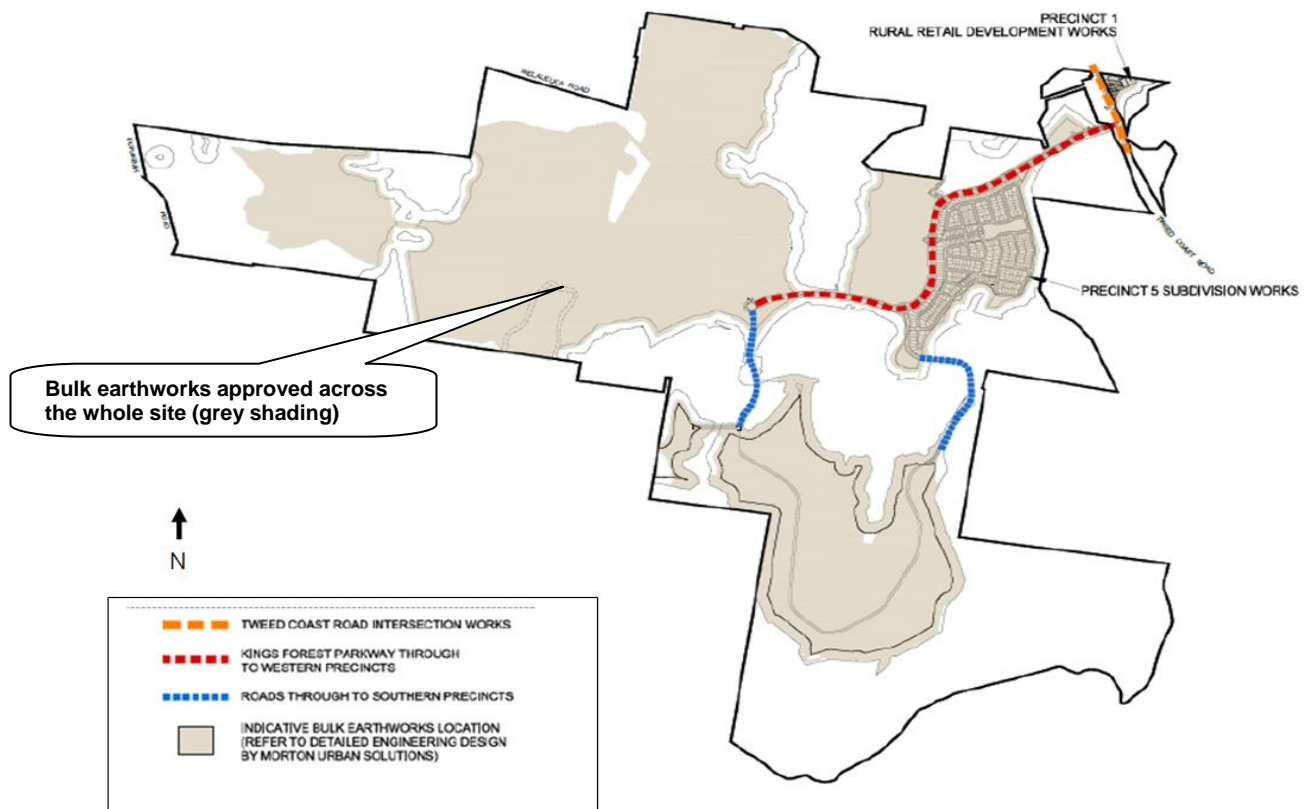 PRECINCT 1
RURAL RETAIL DEVELOPMENT WORKS
MELALEUCA ROAD
ROAD
TWEED COAST ROAD
PRECINCT 5 SUBDIVISION WORKS
Bulk earthworks approved across
the whole site (grey shading)
N
TWEED COAST ROAD INTERSECTION WORKS
KINGS FOREST PARKWAY THROUGH
TO WESTERN PRECINCTS
ROADS THROUGH TO SOUTHERN PRECINCTS
INDICATIVE BULK EARTHWORKS LOCATION
(REFER TO DETAILED ENGINEERING DESIGN
BY MORTON URBAN SOLUTIONS)